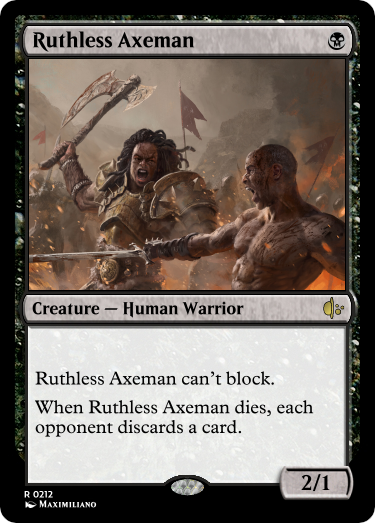 Ruthless Axeman
Creature — Human Warrior
Ruthless Axeman can't block.
When Ruthless Axeman dies, each
opponent discards a card.
2/1
R 0212
Maximiliano